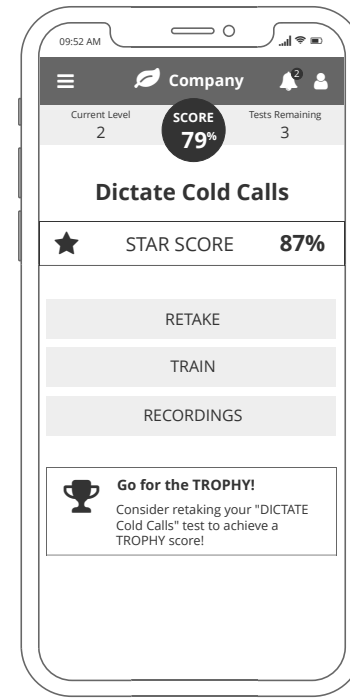 09:52 AM
Company
2
Current Level
2
SCORE
79%
Tests Remaining
3
Dictate Cold Calls
STAR SCORE 87%
RETAKE
TRAIN
RECORDINGS
Go for the TROPHY!
Consider retaking your "DICTATE
Cold Calls" test to achieve a
TROPHY score!